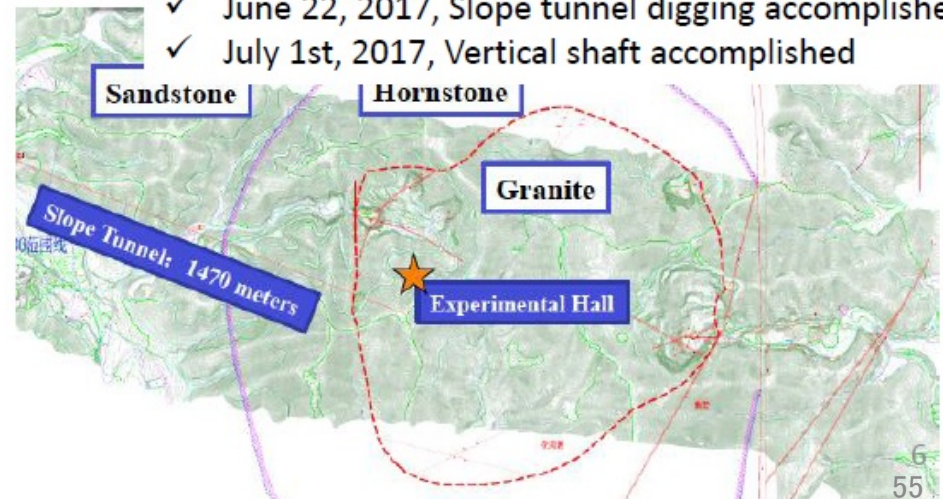 ✓ June 22, 2017, Slope tunnel digging accomplishe
✓ July 1st, 2017, Vertical shaft accomplished
Sandstone
Hornstone
Granite
Slope Tunnel: 1470 meters
Experimental Hall
6
55